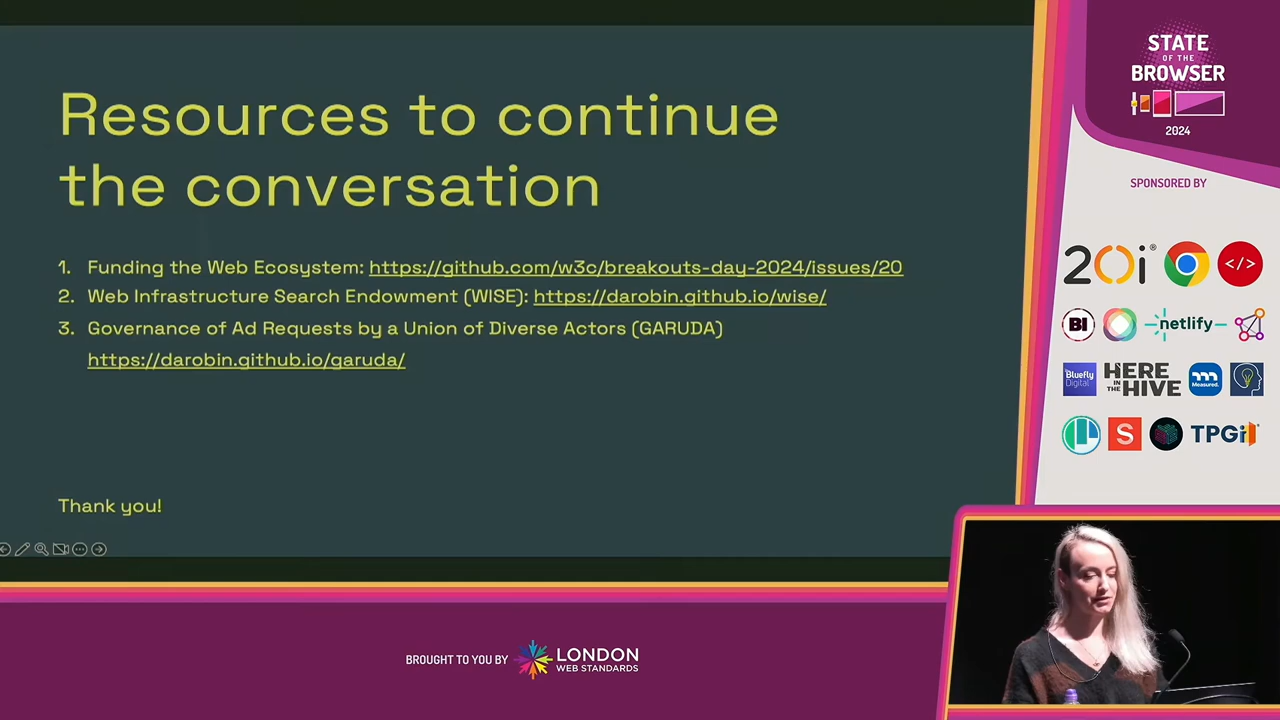 Resources to continue
the conversation
1. Funding the Web Ecosystem: https://github.com/w3c/breakouts-day-2024/issues/20
2. Web Infrastructure Search Endowment (WISE): https://darobin.github.io/wise/
3. Governance of Ad Requests by a Union of Diverse Actors (GARUDA)
https://darobin.github.io/garuda/
Thank you!
STATE
OF THE
BROWSER
2024
SPONSORED BY
20i®
</>
BI
netlify
Bluefly
Digital
HERE
IN THE
HIVE
Measured.
S
TPGi
BROUGHT TO YOU BY
LONDON
WEB STANDARDS